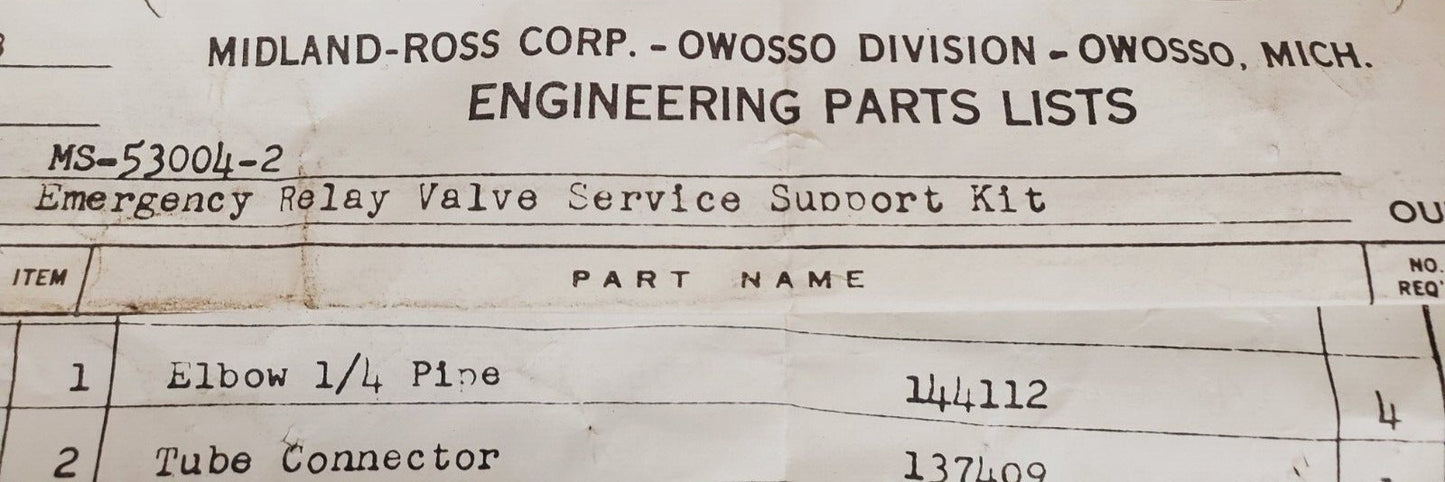 MIDLAND-ROSS CORP. - OWOSSO DIVISION - OWOSSO, MICH.
ENGINEERING PARTS LISTS
MS-53004-2
Emergency Relay Valve Service Support Kit
OU
ITEM PART NAME NO. REQ'
1 Elbow 1/4 Pipe 144112 4
2 Tube Connector 137409